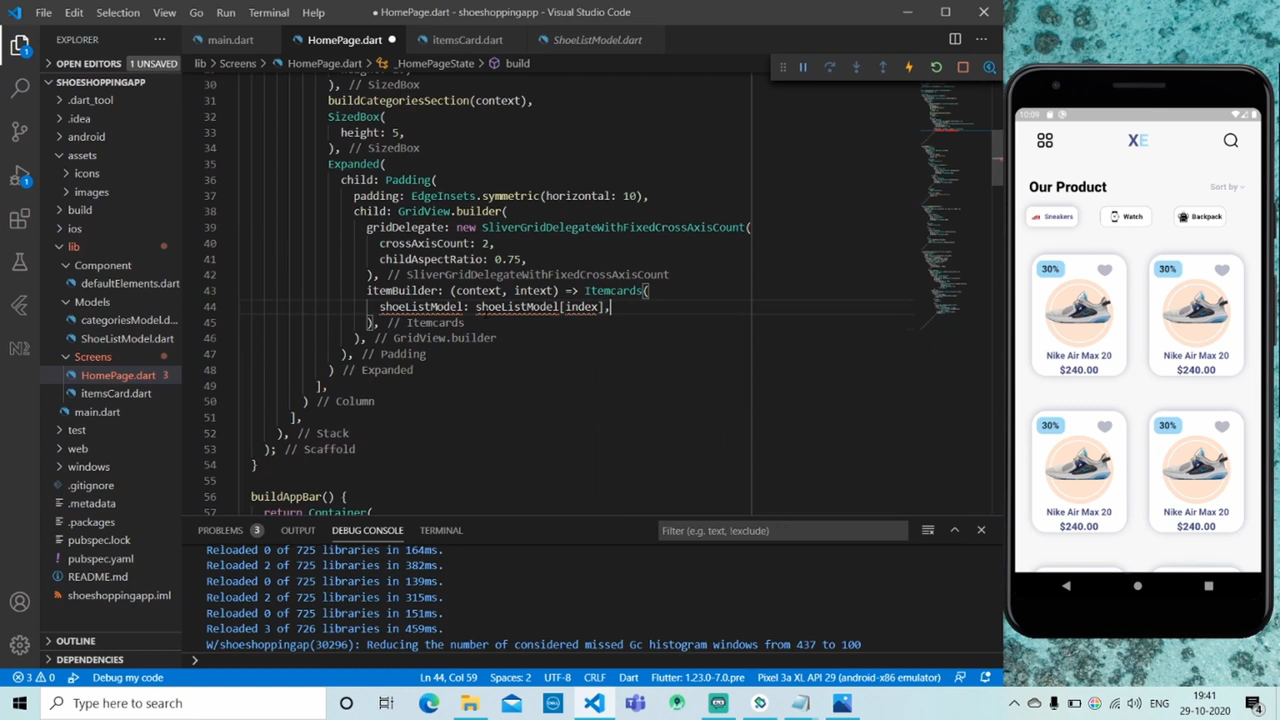 File Edit Selection View Go Run Terminal Help
● HomePage.dart - shoeshoppingapp - Visual Studio Code
EXPLORER
OPEN EDITORS 1 UNSAVED
SHOESHOPPINGAPP
.dart_tool
.idea
android
assets
icons
images
build
ios
lib
Component
defaultElements.dart
Models
categoriesModel.d...
ShoeListModel.dart
Screens
HomePage.dart 3
itemsCard.dart
main.dart
test
web
windows
.gitignore
.metadata
.packages
pubspec.lock
pubspec.yaml
README.md
shoeshoppingapp.iml
OUTLINE
DEPENDENCIES
main.dart HomePage.dart ● itemsCard.dart ShoeListModel.dart
lib > Screens > HomePage.dart > _HomePageState > build
30 ), // SizedBox
31 buildCategoriesSection(context),
32 SizedBox(
33 height: 5,
34 ), // SizedBox
35 Expanded(
36 child: Padding(
37 padding: EdgeInsets.symmetric(horizontal: 10),
38 child: GridView.builder(
39 gridDelegate: new SliverGridDelegateWithFixedCrossAxisCount(
40 crossAxisCount: 2,
41 childAspectRatio: 0.75,
42 ), // SliverGridDelegateWithFixedCrossAxisCount
43 itemBuilder: (context, intext) => Itemcards(
44 shoeListModel: shoeListModel[index],
45 ), // Itemcards
46 ), // GridView.builder
47 ), // Padding
48 ) // Expanded
49 ],
50 ) // Column
51 ],
52 ), // Stack
53 ); // Scaffold
54 }
55
56 buildAppBar() {
57 return Container(
PROBLEMS 3 OUTPUT DEBUG CONSOLE TERMINAL
Filter (e.g. text, !exclude)
Reloaded 0 of 725 libraries in 164ms.
Reloaded 2 of 725 libraries in 382ms.
Reloaded 0 of 725 libraries in 139ms.
Reloaded 2 of 725 libraries in 315ms.
Reloaded 0 of 725 libraries in 151ms.
Reloaded 3 of 726 libraries in 459ms.
W/shoeshoppingap(30296): Reducing the number of considered missed Gc histogram windows from 437 to 100
3 0 Debug my code
Ln 44, Col 59 Spaces: 2 UTF-8 CRLF Dart Flutter: 1.23.0-7.0.pre Pixel 3a XL API 29 (android-x86 emulator)
Type here to search
ENG
19:41
29-10-2020
4
10:09
XE
Our Product
Sort by
Sneakers Watch Backpack
30% 30%
Nike Air Max 20 Nike Air Max 20
$240.00 $240.00
30% 30%
Nike Air Max 20 Nike Air Max 20
$240.00 $240.00